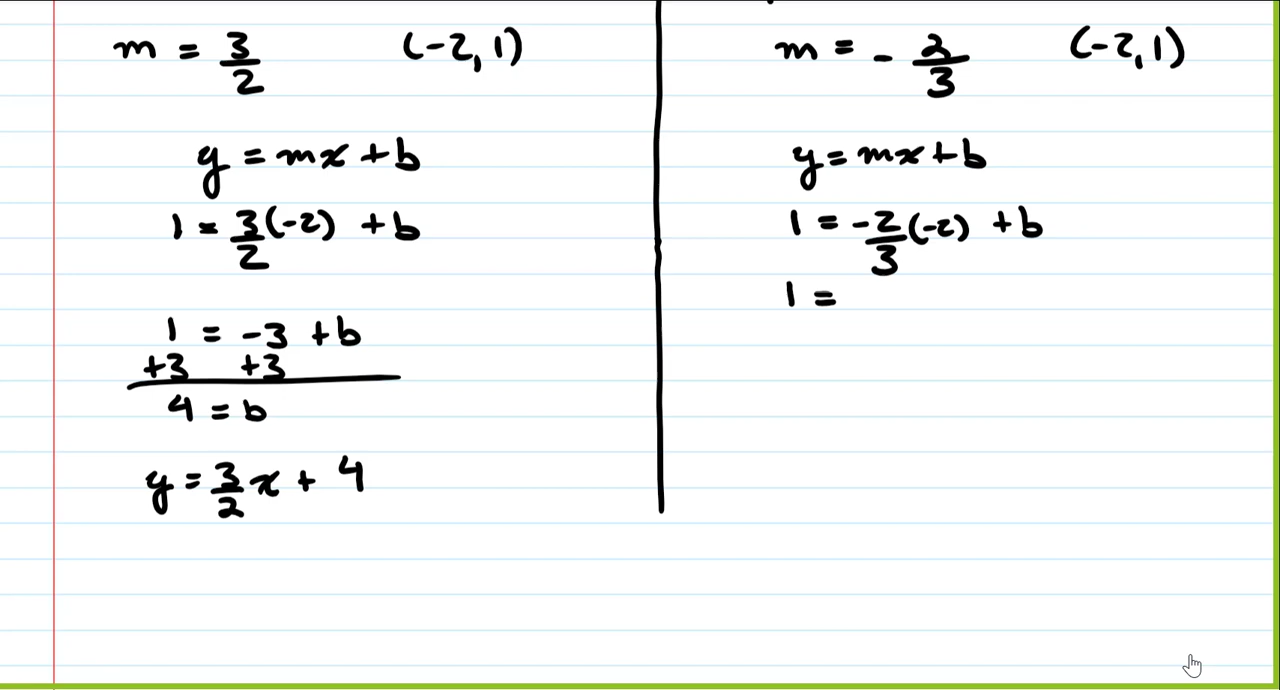 m = 3/2 (-2, 1)
y = mx + b
1 = 3/2 (-2) + b
1 = -3 + b
+3 +3
4 = b
y = 3/2 x + 4
m = - 2/3 (-2, 1)
y = mx + b
1 = -2/3 (-2) + b
1 =